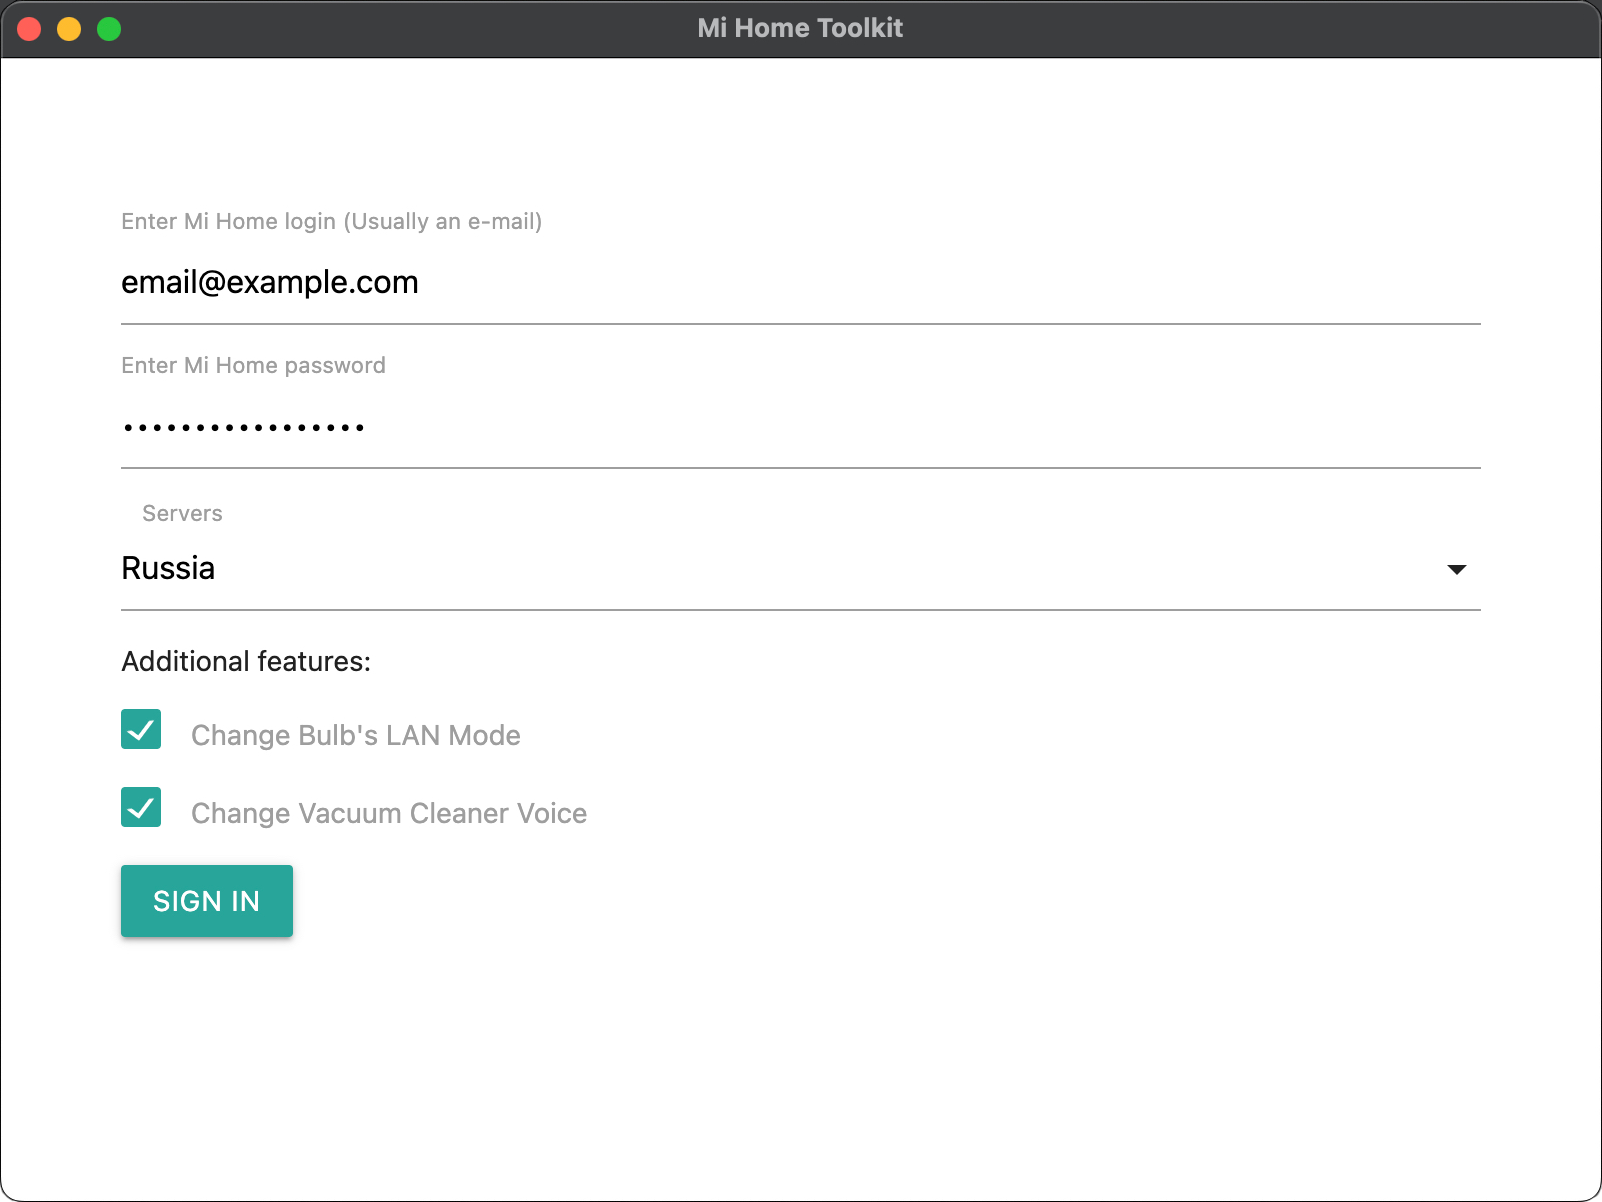 Mi Home Toolkit
Enter Mi Home login (Usually an e-mail)
email@example.com
Enter Mi Home password
•••••••••••••••••
Servers
Russia
Additional features:
Change Bulb's LAN Mode
Change Vacuum Cleaner Voice
SIGN IN